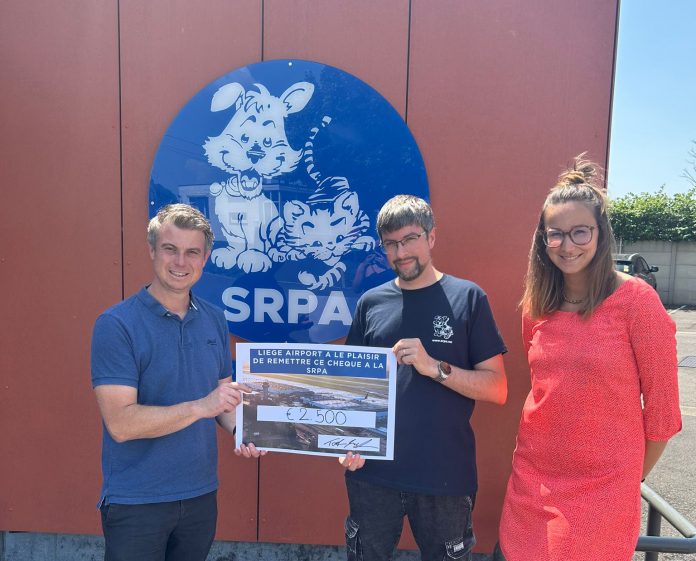 SRPA
LIEGE AIRPORT A LE PLAISIR
DE REMETTRE CE CHEQUE A LA
SRPA
€ 2.500